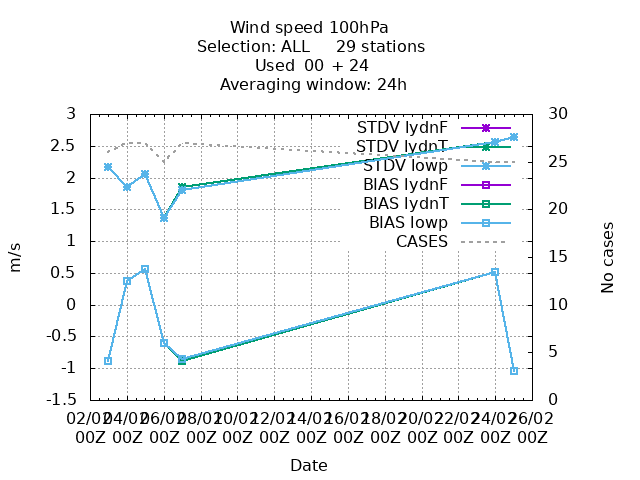 Wind speed 100hPa
Selection: ALL 29 stations
Used 00 + 24
Averaging window: 24h
3
2.5
2
1.5
1
0.5
0
-0.5
-1
-1.5
m/s
STDV lydnF
STDV lydnT
STDV lowp
BIAS lydnF
BIAS lydnT
BIAS lowp
CASES
30
25
20
15
10
5
0
No cases
02/02 04/02 06/02 08/02 10/02 12/02 14/02 16/02 18/02 20/02 22/02 24/02 26/02
00Z 00Z 00Z 00Z 00Z 00Z 00Z 00Z 00Z 00Z 00Z 00Z 00Z
Date